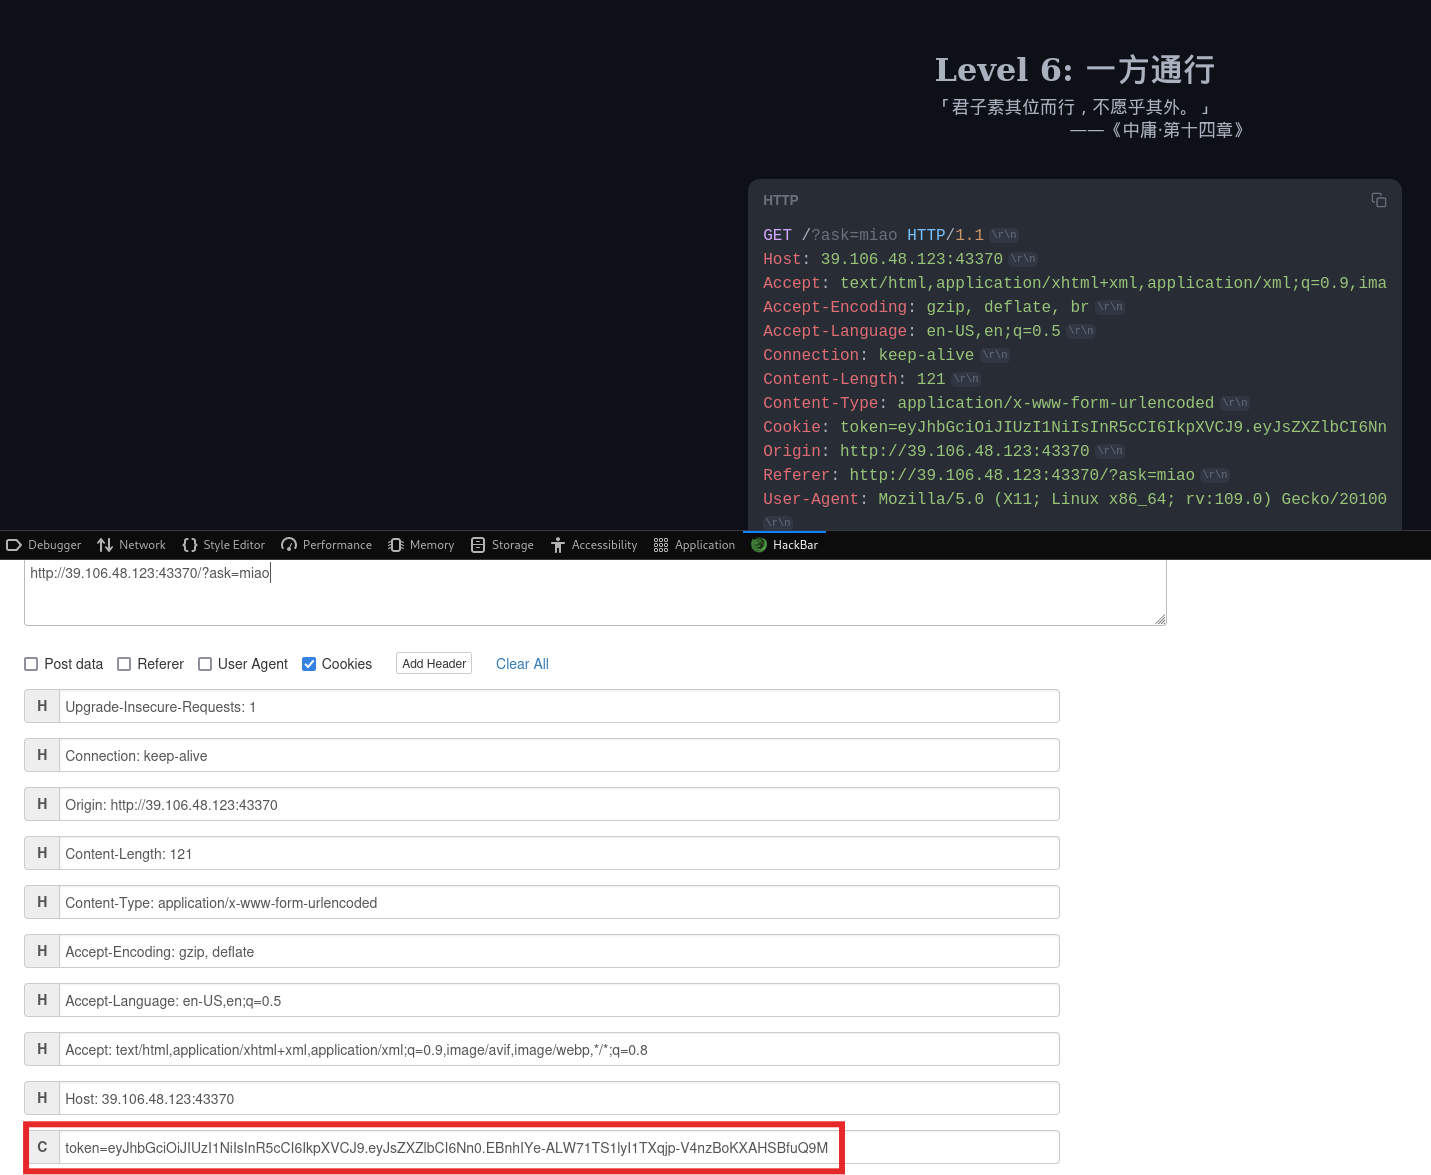 Level 6: 一方通行
「君子素其位而行，不愿乎其外。」
——《中庸·第十四章》
HTTP
GET /?ask=miao HTTP/1.1 \r\n
Host: 39.106.48.123:43370 \r\n
Accept: text/html,application/xhtml+xml,application/xml;q=0.9,ima
Accept-Encoding: gzip, deflate, br \r\n
Accept-Language: en-US,en;q=0.5 \r\n
Connection: keep-alive \r\n
Content-Length: 121 \r\n
Content-Type: application/x-www-form-urlencoded \r\n
Cookie: token=eyJhbGciOiJIUzI1NiIsInR5cCI6IkpXVCJ9.eyJsZXZlbCI6Nn
Origin: http://39.106.48.123:43370 \r\n
Referer: http://39.106.48.123:43370/?ask=miao \r\n
User-Agent: Mozilla/5.0 (X11; Linux x86_64; rv:109.0) Gecko/20100
\r\n
Debugger Network Style Editor Performance Memory Storage Accessibility Application HackBar
http://39.106.48.123:43370/?ask=miao
Post data Referer User Agent Cookies Add Header Clear All
H Upgrade-Insecure-Requests: 1
H Connection: keep-alive
H Origin: http://39.106.48.123:43370
H Content-Length: 121
H Content-Type: application/x-www-form-urlencoded
H Accept-Encoding: gzip, deflate
H Accept-Language: en-US,en;q=0.5
H Accept: text/html,application/xhtml+xml,application/xml;q=0.9,image/avif,image/webp,*/*;q=0.8
H Host: 39.106.48.123:43370
C token=eyJhbGciOiJIUzI1NiIsInR5cCI6IkpXVCJ9.eyJsZXZlbCI6Nn0.EBnhIYe-ALW71TS1lyI1TXqjp-V4nzBoKXAHSBfuQ9M